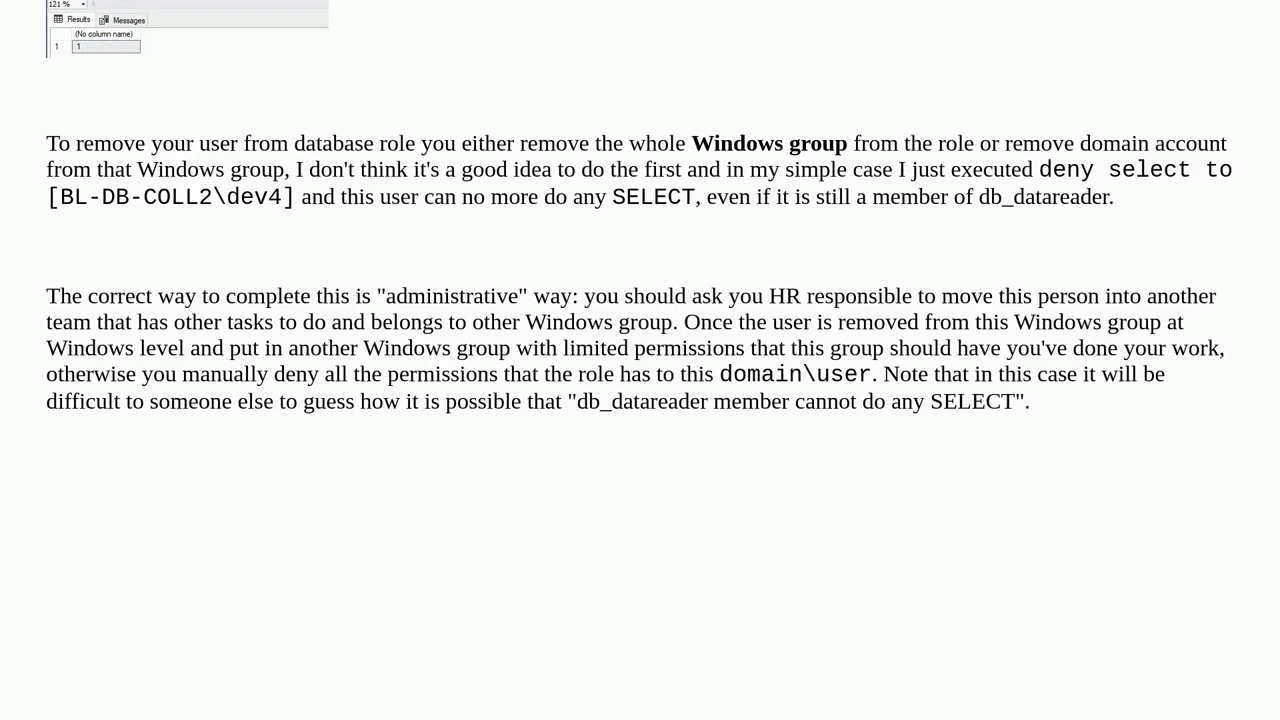 121 %
Results Messages
(No column name)
1 1
To remove your user from database role you either remove the whole Windows group from the role or remove domain account
from that Windows group, I don't think it's a good idea to do the first and in my simple case I just executed deny select to
[BL-DB-COLL2\dev4] and this user can no more do any SELECT, even if it is still a member of db_datareader.
The correct way to complete this is "administrative" way: you should ask you HR responsible to move this person into another
team that has other tasks to do and belongs to other Windows group. Once the user is removed from this Windows group at
Windows level and put in another Windows group with limited permissions that this group should have you've done your work,
otherwise you manually deny all the permissions that the role has to this domain\user. Note that in this case it will be
difficult to someone else to guess how it is possible that "db_datareader member cannot do any SELECT".